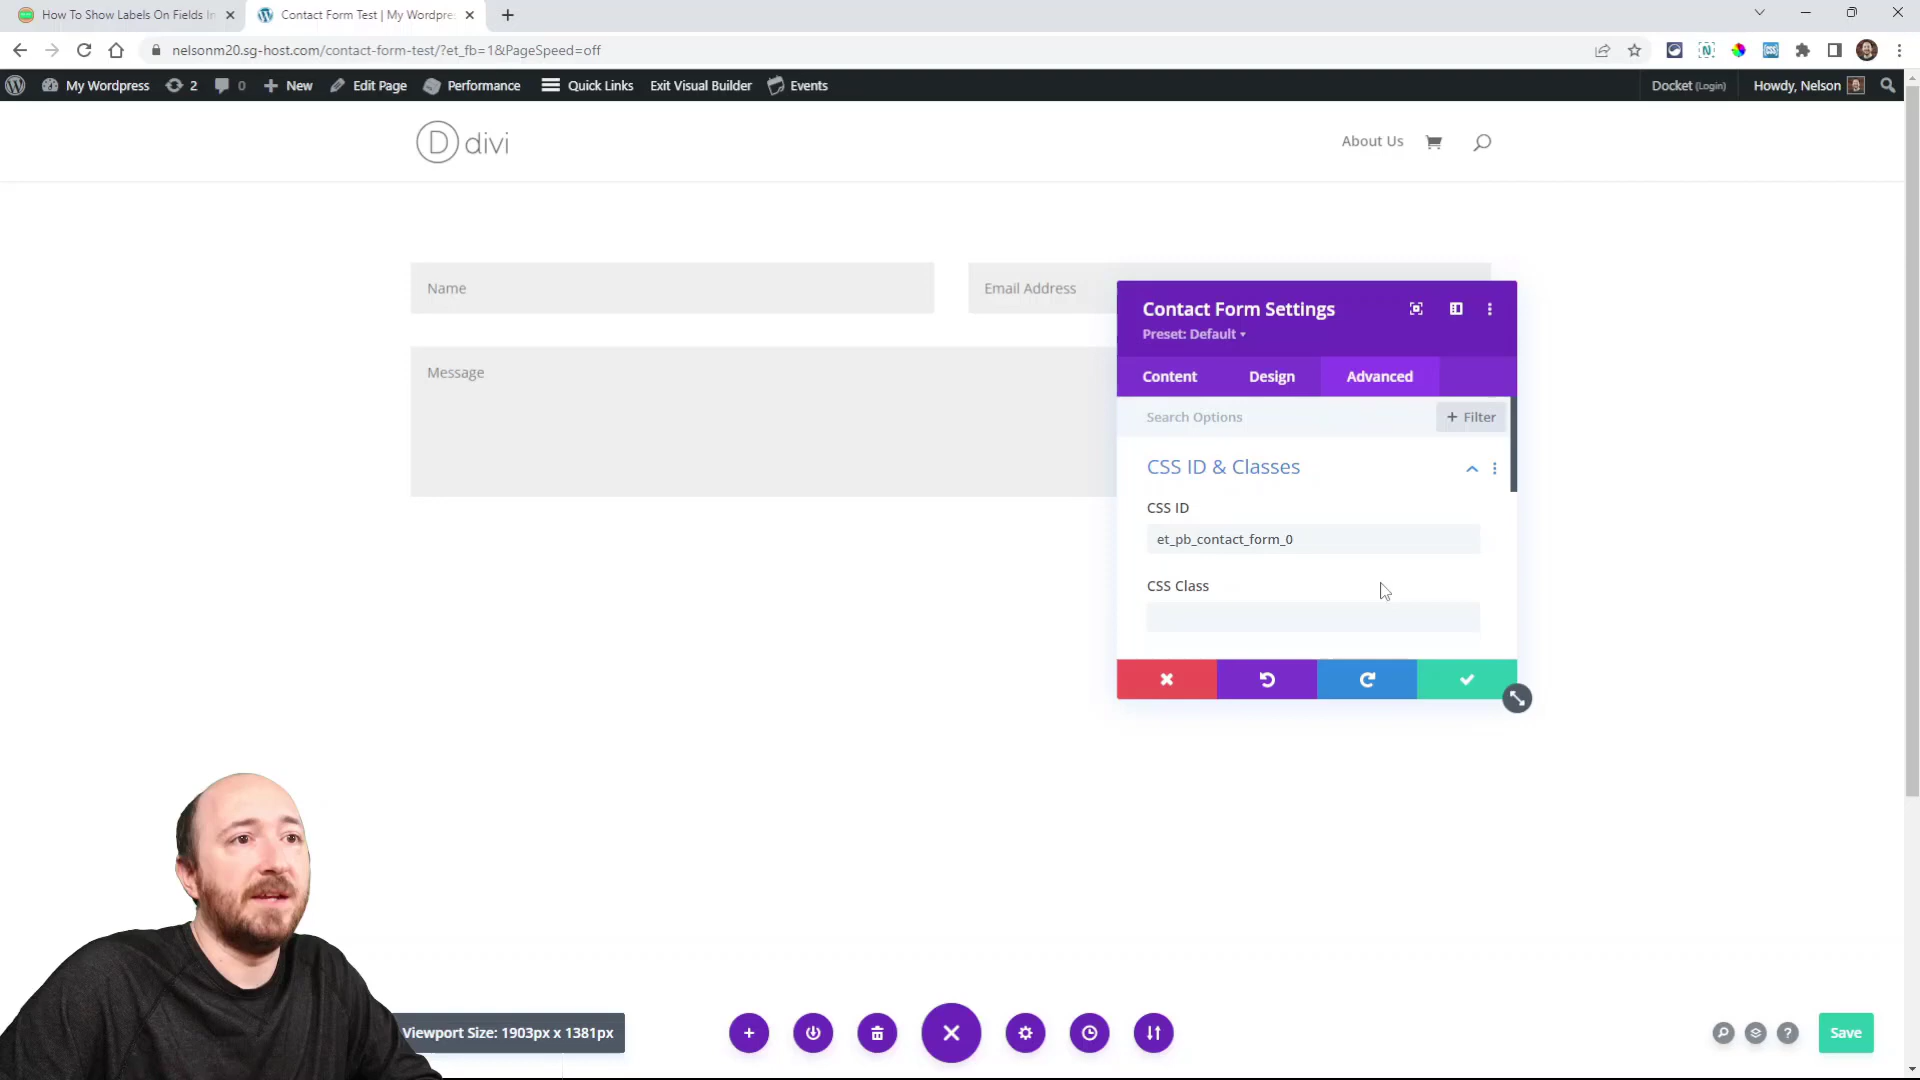 How To Show Labels On Fields In
Contact Form Test | My Wordpre
nelsonm20.sg-host.com/contact-form-test/?et_fb=1&PageSpeed=off
My Wordpress 2 0 New Edit Page Performance Quick Links Exit Visual Builder Events Docket (Login) Howdy, Nelson
D divi
About Us
Name
Email Address
Message
Contact Form Settings
Preset: Default
Content Design Advanced
Search Options
+ Filter
CSS ID & Classes
CSS ID
et_pb_contact_form_0
CSS Class
Viewport Size: 1903px x 1381px
?
Save